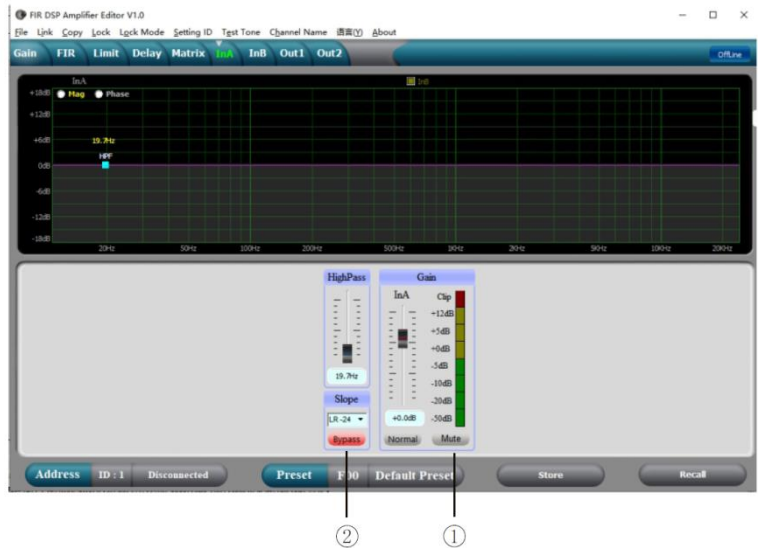 FIR DSP Amplifier Editor V1.0
File Link Copy Lock Lock Mode Setting ID Test Tone Channel Name 语言(Y) About
Gain FIR Limit Delay Matrix InA InB Out1 Out2 OffLine
InA InB
+18dB Mag Phase
+12dB
+6dB 19.7Hz
HPF
0dB
-6dB
-12dB
-18dB
20Hz 50Hz 100Hz 200Hz 500Hz 1KHz 2KHz 5KHz 10KHz 20KHz
HighPass Gain
InA Clip
+12dB
+5dB
+0dB
-5dB
19.7Hz -10dB
Slope -20dB
LR-24 +0.0dB -50dB
Bypass Normal Mute
Address ID : 1 Disconnected Preset F00 Default Preset Store Recall
② ①